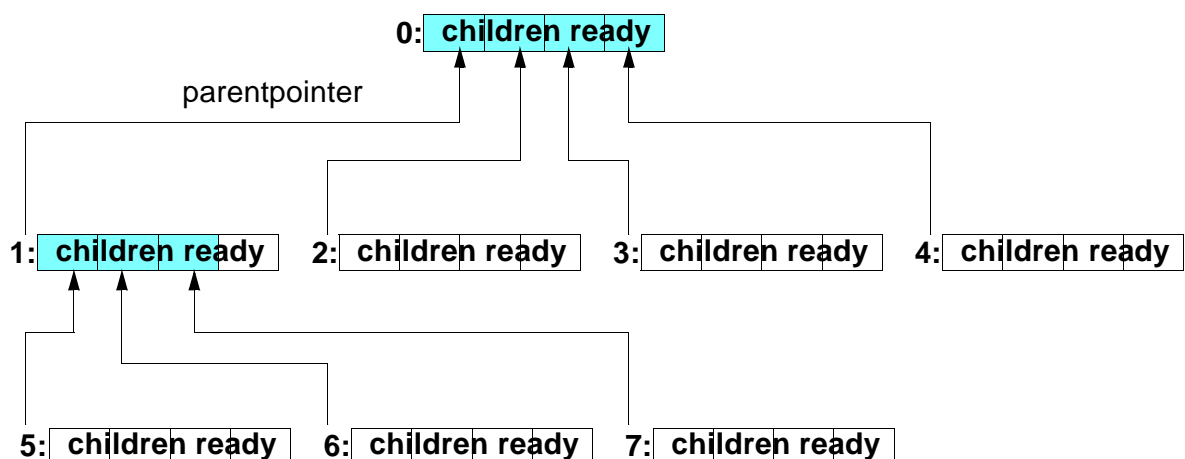 0: children ready
parentpointer
1: children ready 2: children ready 3: children ready 4: children ready
5: children ready 6: children ready 7: children ready